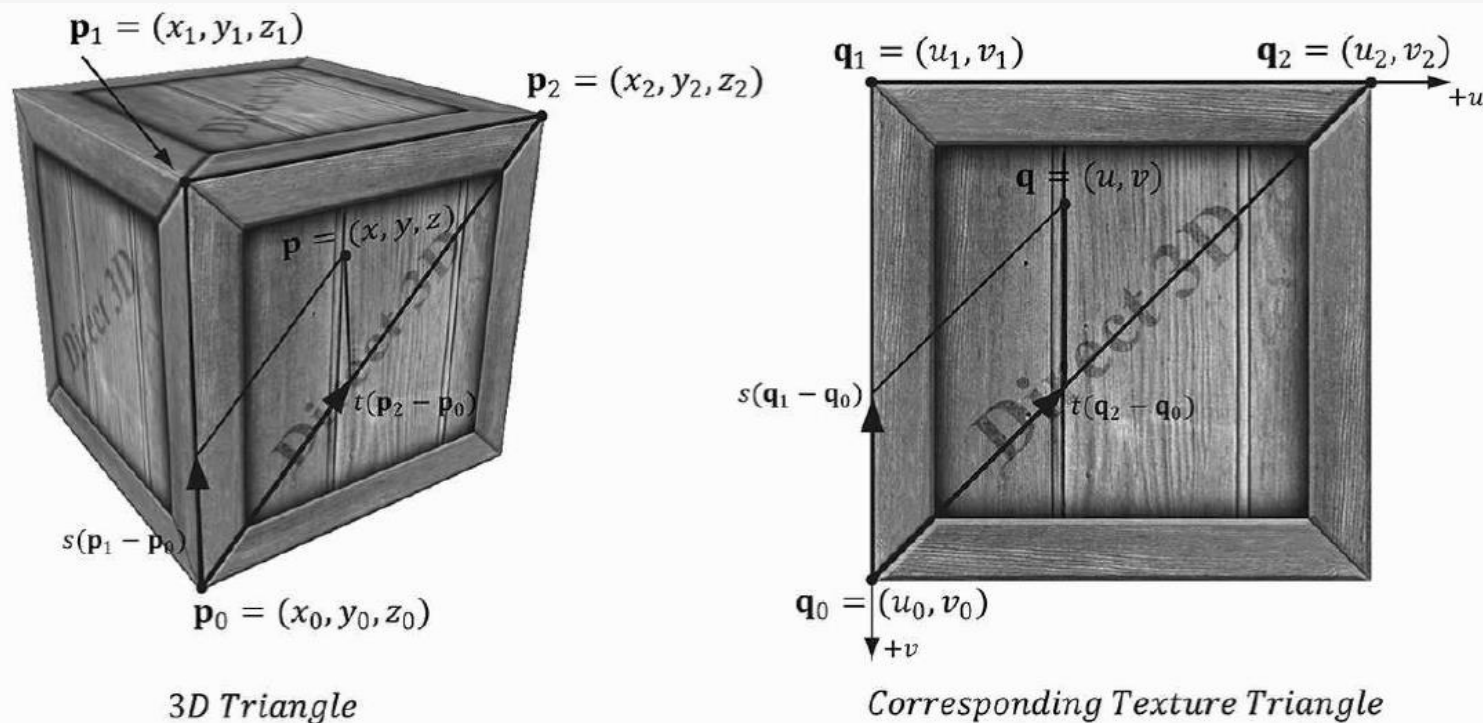 𝐩₁ = (x₁, y₁, z₁)
𝐩₂ = (x₂, y₂, z₂)
𝐩 = (x, y, z)
t(𝐩₂ − 𝐩₀)
s(𝐩₁ − 𝐩₀)
𝐩₀ = (x₀, y₀, z₀)
Direct 3D
Direct 3D
3D Triangle
𝐪₁ = (u₁, v₁)
𝐪₂ = (u₂, v₂)
+u
𝐪 = (u, v)
s(𝐪₁ − 𝐪₀)
t(𝐪₂ − 𝐪₀)
Direct 3D
𝐪₀ = (u₀, v₀)
+v
Corresponding Texture Triangle